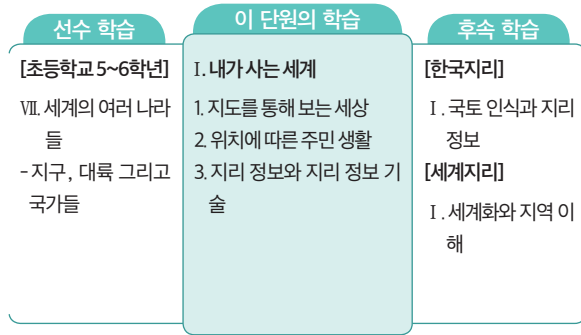 선수 학습
[초등학교 5~6학년]
Ⅶ. 세계의 여러 나라
들
- 지구, 대륙 그리고
국가들
이 단원의 학습
Ⅰ. 내가 사는 세계
1. 지도를 통해 보는 세상
2. 위치에 따른 주민 생활
3. 지리 정보와 지리 정보 기
술
후속 학습
[한국지리]
Ⅰ. 국토 인식과 지리
정보
[세계지리]
Ⅰ. 세계화와 지역 이
해